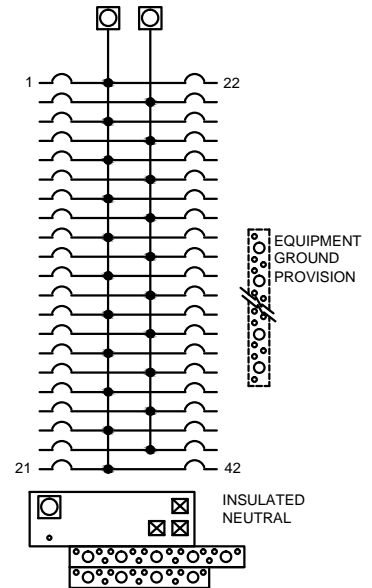 1 22
EQUIPMENT
GROUND
PROVISION
21 42
INSULATED
NEUTRAL